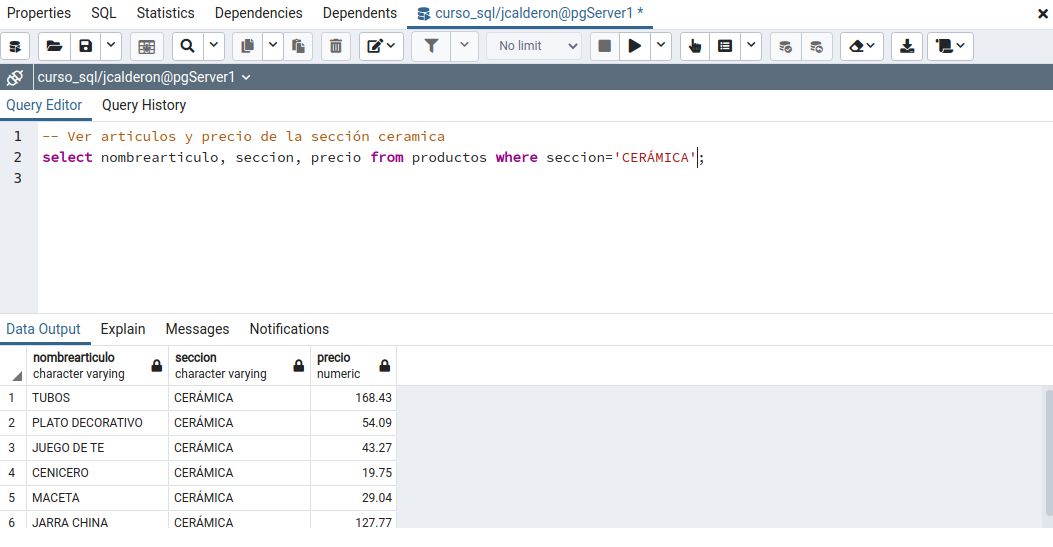 Properties SQL Statistics Dependencies Dependents curso_sql/jcalderon@pgServer1 *
No limit
curso_sql/jcalderon@pgServer1
Query Editor Query History
1 -- Ver articulos y precio de la sección ceramica
2 select nombrearticulo, seccion, precio from productos where seccion='CERÁMICA';
3
Data Output Explain Messages Notifications
nombrearticulo seccion precio
character varying character varying numeric
1 TUBOS CERÁMICA 168.43
2 PLATO DECORATIVO CERÁMICA 54.09
3 JUEGO DE TE CERÁMICA 43.27
4 CENICERO CERÁMICA 19.75
5 MACETA CERÁMICA 29.04
6 JARRA CHINA CERÁMICA 127.77